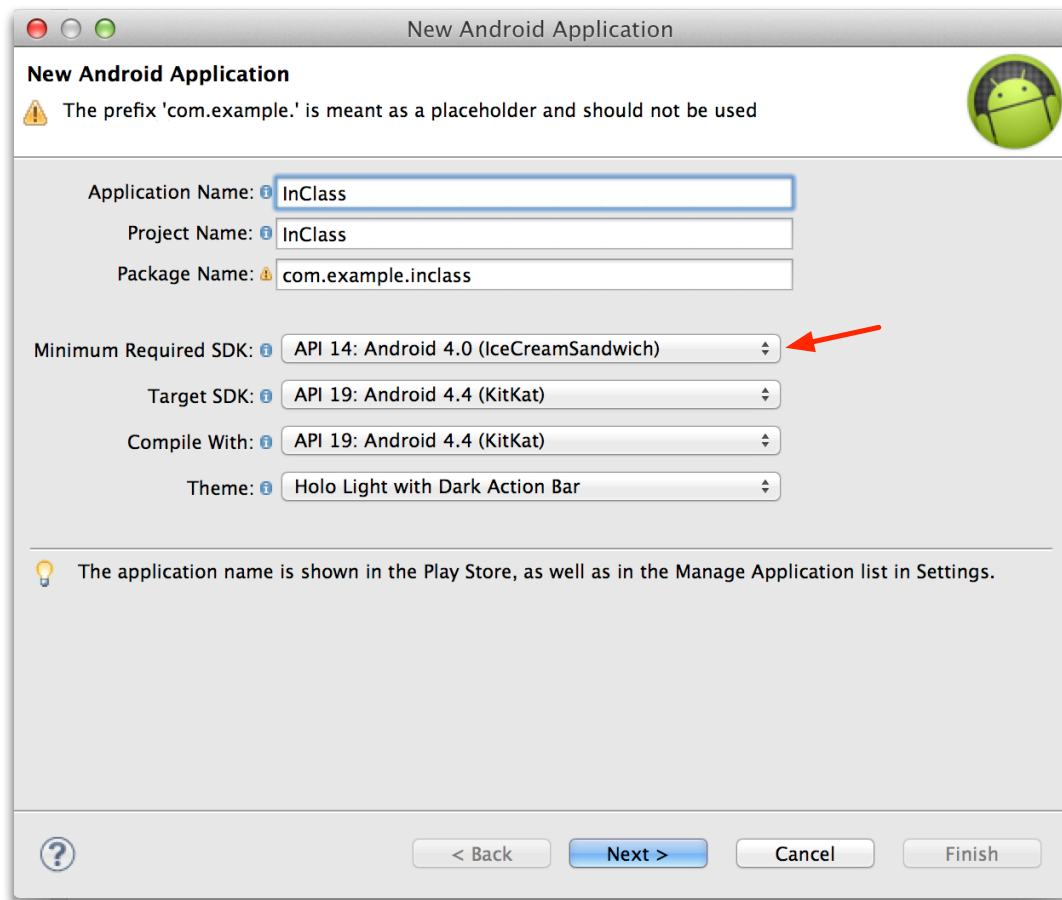 New Android Application
New Android Application
The prefix 'com.example.' is meant as a placeholder and should not be used
Application Name: InClass
Project Name: InClass
Package Name: com.example.inclass
Minimum Required SDK: API 14: Android 4.0 (IceCreamSandwich)
Target SDK: API 19: Android 4.4 (KitKat)
Compile With: API 19: Android 4.4 (KitKat)
Theme: Holo Light with Dark Action Bar
The application name is shown in the Play Store, as well as in the Manage Application list in Settings.
? < Back Next > Cancel Finish